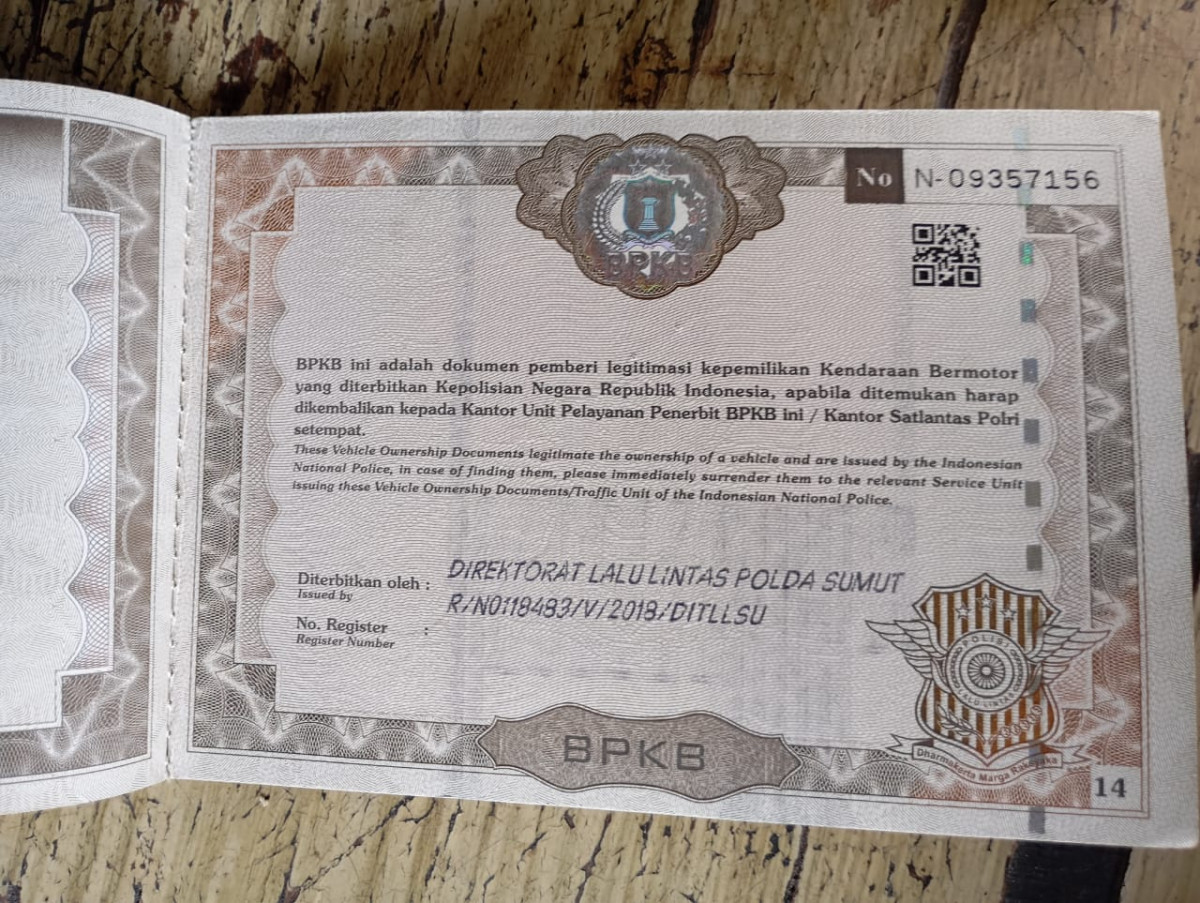 No N-09357156
BPKB
BPKB ini adalah dokumen pemberi legitimasi kepemilikan Kendaraan Bermotor
yang diterbitkan Kepolisian Negara Republik Indonesia, apabila ditemukan harap
dikembalikan kepada Kantor Unit Pelayanan Penerbit BPKB ini / Kantor Satlantas Polri
setempat.
These Vehicle Ownership Documents legitimate the ownership of a vehicle and are issued by the Indonesian
National Police, in case of finding them, please immediately surrender them to the relevant Service Unit
issuing these Vehicle Ownership Documents/Traffic Unit of the Indonesian National Police.
Diterbitkan oleh : DIREKTORAT LALU LINTAS POLDA SUMUT
Issued by
R/N0118483/V/2018/DITLLSU
No. Register :
Register Number
POLISI
LALU-LINTAS
Dharmakerta Marga Raksyaka
BPKB
14